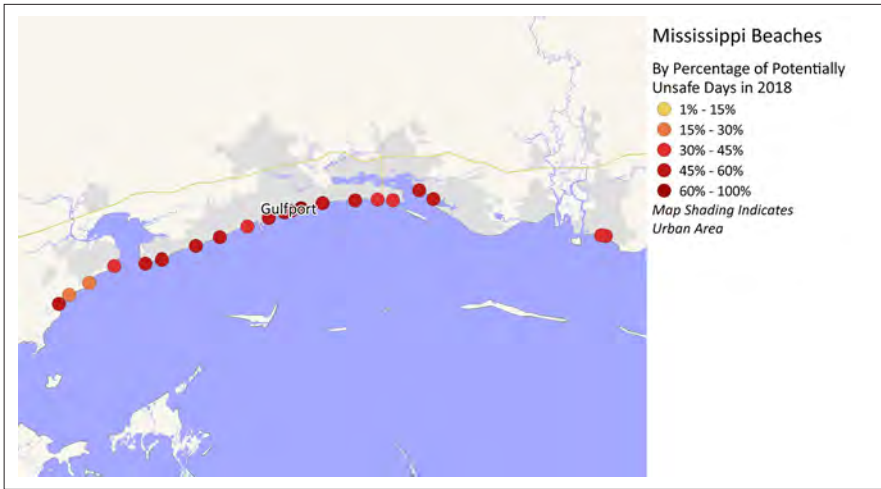 Mississippi Beaches
By Percentage of Potentially
Unsafe Days in 2018
1% - 15%
15% - 30%
30% - 45%
45% - 60%
60% - 100%
Map Shading Indicates
Urban Area
Gulfport